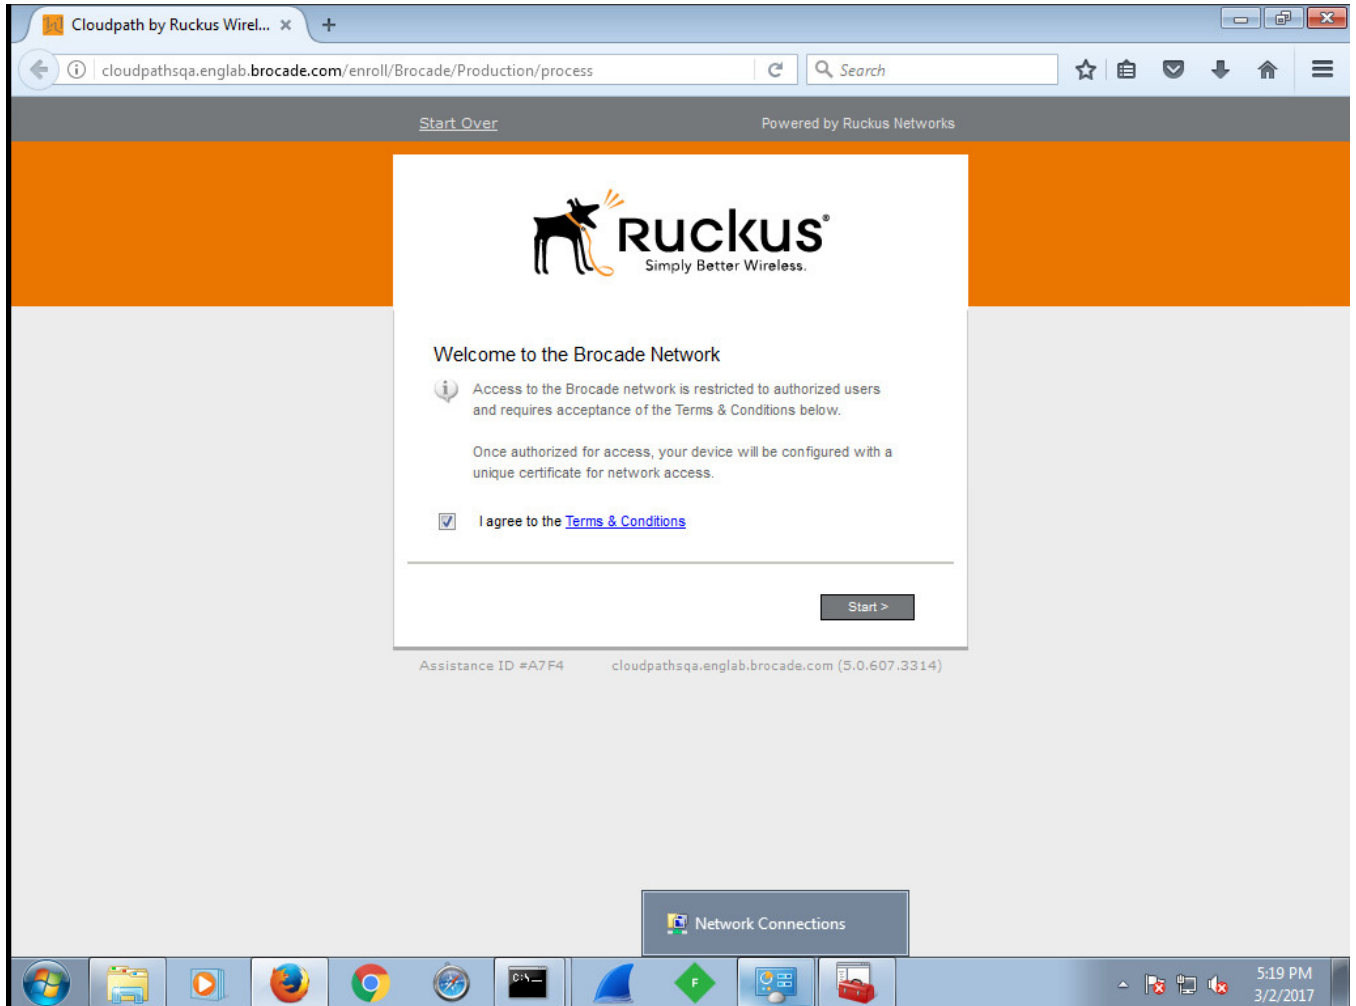 Cloudpath by Ruckus Wirel...
cloudpathsqa.englab.brocade.com/enroll/Brocade/Production/process
Search
Start Over
Powered by Ruckus Networks
Ruckus®
Simply Better Wireless.
Welcome to the Brocade Network
Access to the Brocade network is restricted to authorized users
and requires acceptance of the Terms & Conditions below.
Once authorized for access, your device will be configured with a
unique certificate for network access.
I agree to the Terms & Conditions
Start >
Assistance ID #A7F4
cloudpathsqa.englab.brocade.com (5.0.607.3314)
Network Connections
C:\_
F
5:19 PM
3/2/2017